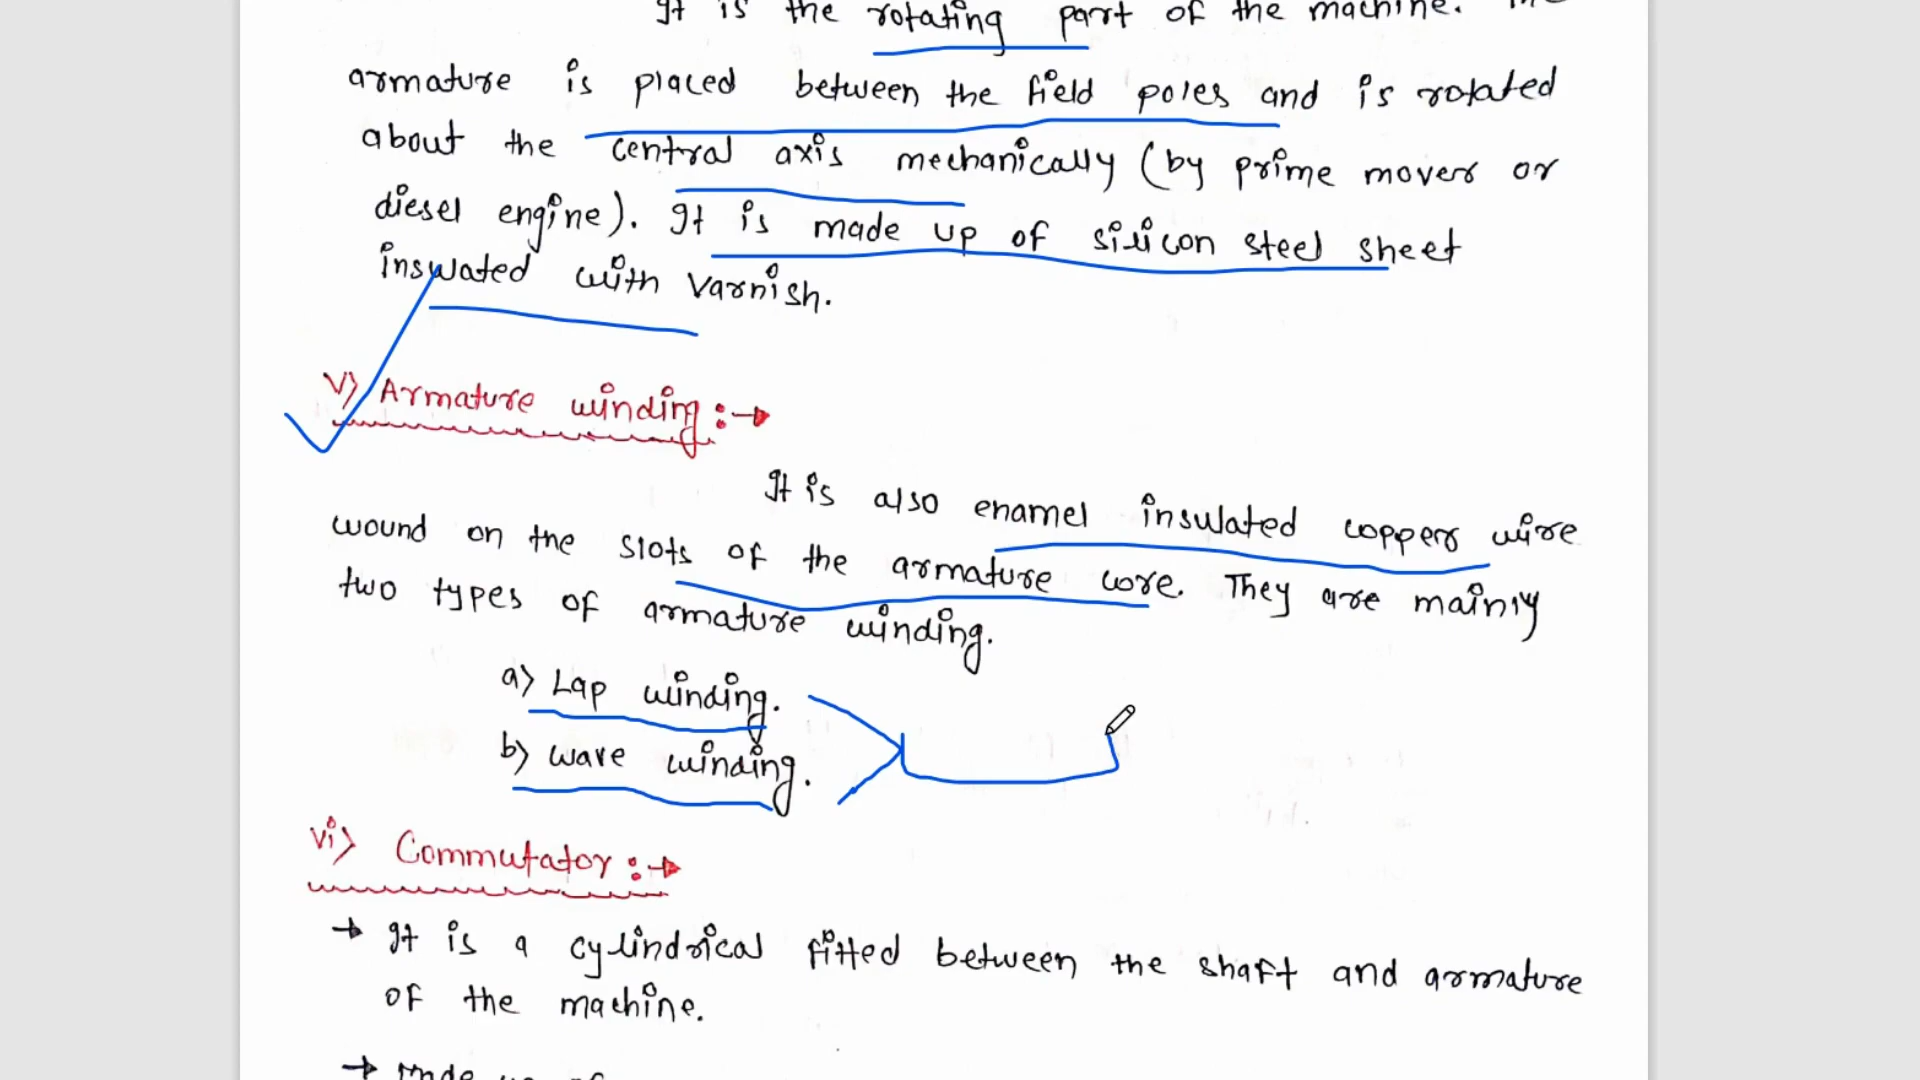 It is the rotating part of the machine. The
armature is placed between the field poles and is rotated
about the central axis mechanically (by prime mover or
diesel engine). It is made up of silicon steel sheet
insulated with varnish.
v) Armature winding :→
It is also enamel insulated copper wire
wound on the slots of the armature core. They are mainly
two types of armature winding.
a) Lap winding.
b) wave winding.
vi) Commutator :→
→ It is a cylindrical fitted between the shaft and armature
of the machine.
→ Made up of